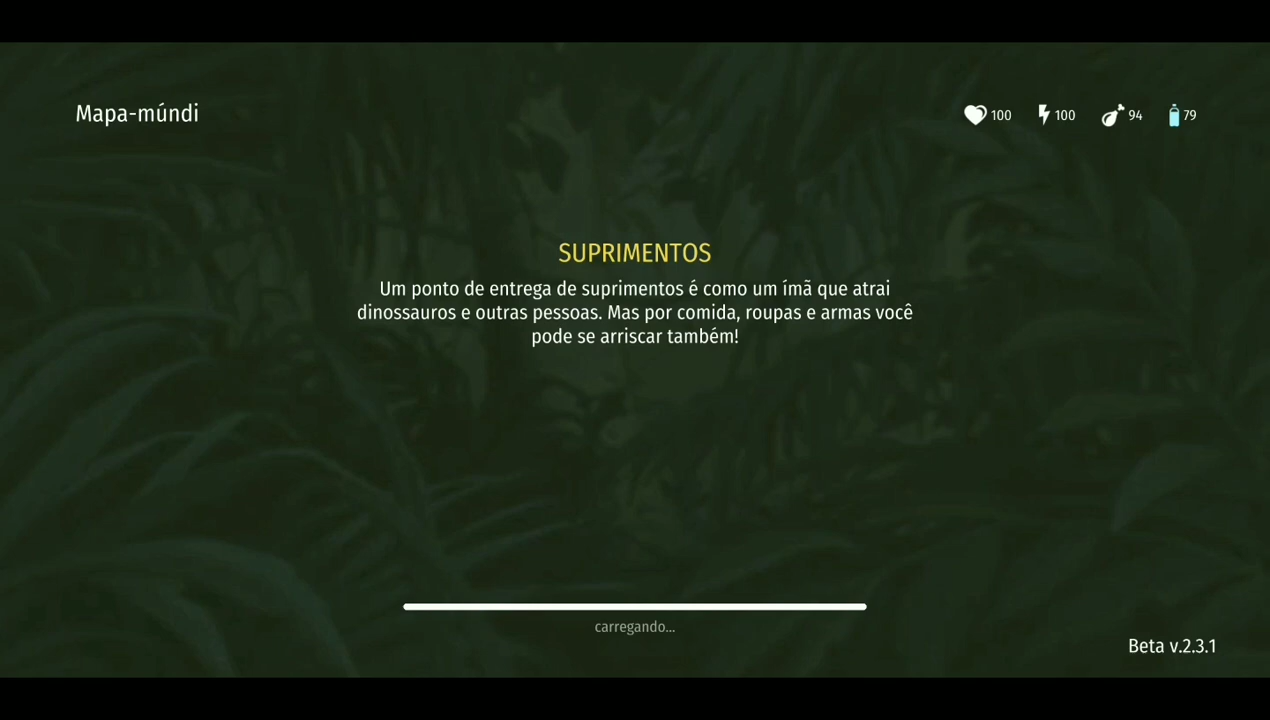 Mapa-múndi
100
100
94
79
SUPRIMENTOS
Um ponto de entrega de suprimentos é como um ímã que atrai
dinossauros e outras pessoas. Mas por comida, roupas e armas você
pode se arriscar também!
carregando...
Beta v.2.3.1